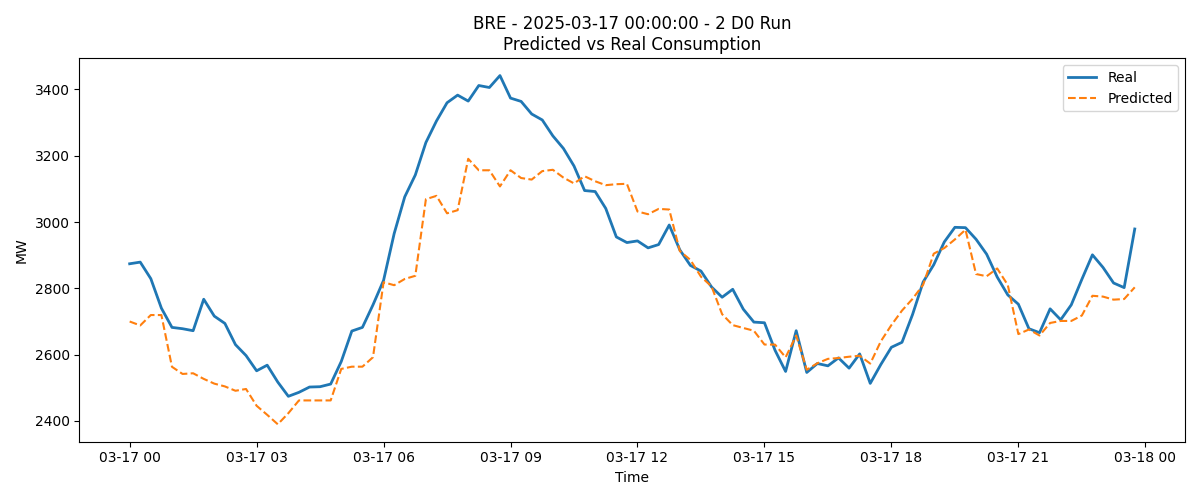 BRE - 2025-03-17 00:00:00 - 2 D0 Run
Predicted vs Real Consumption
Real
Predicted
MW
3400
3200
3000
2800
2600
2400
03-17 00
03-17 03
03-17 06
03-17 09
03-17 12
03-17 15
03-17 18
03-17 21
03-18 00
Time